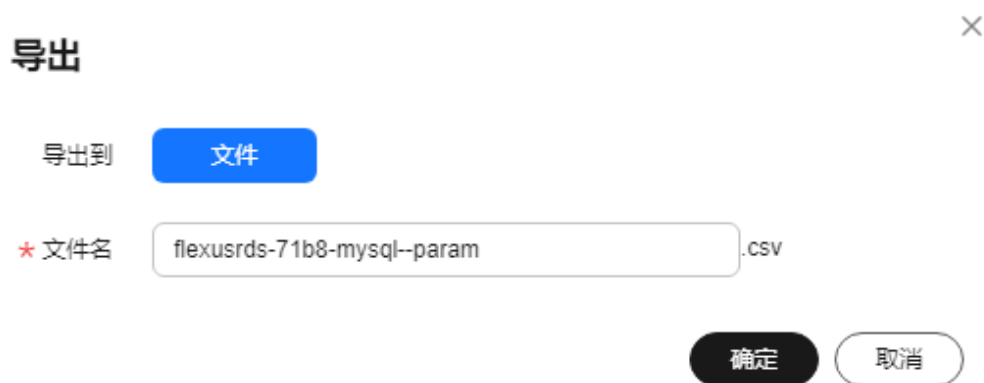 导出
导出到 文件
* 文件名 flexusrds-71b8-mysql--param .csv
确定 取消